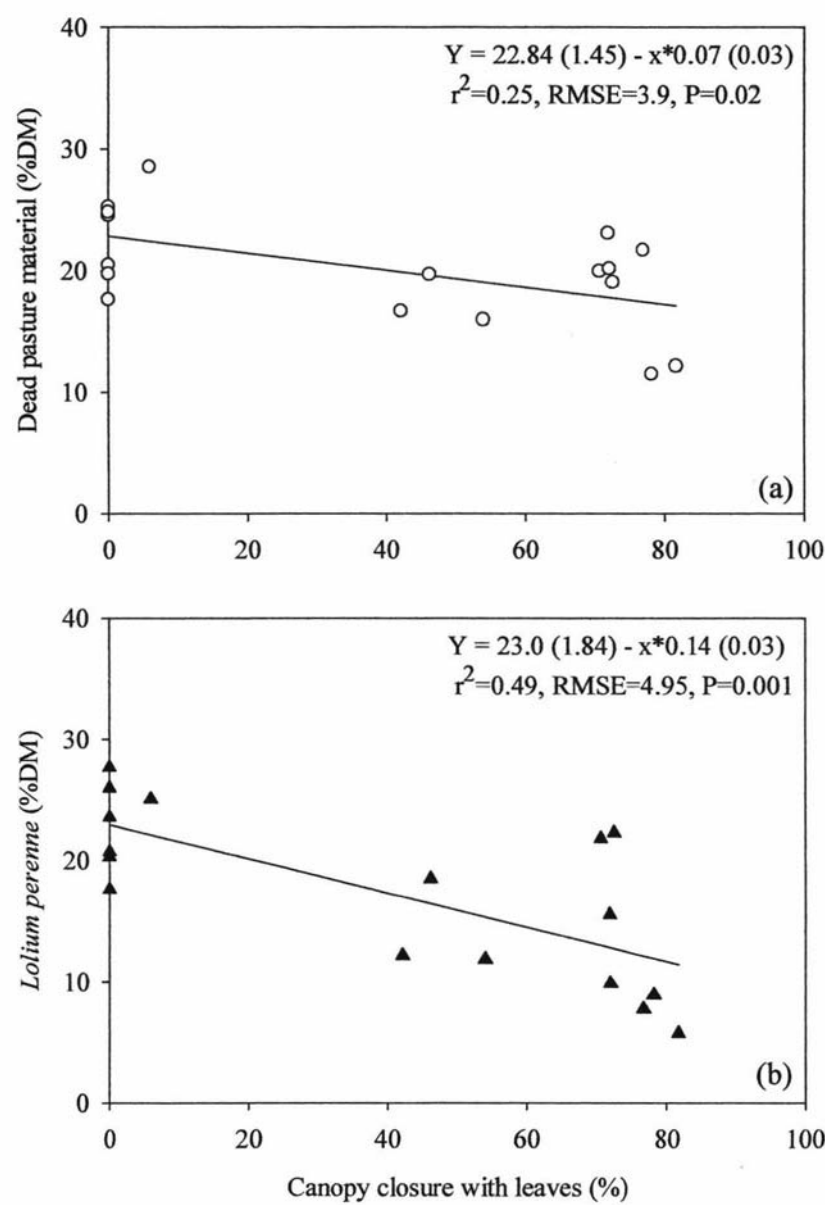 40
30
20
10
0
Dead pasture material (%DM)
Y = 22.84 (1.45) - x*0.07 (0.03)
r²=0.25, RMSE=3.9, P=0.02
(a)
0 40 60 80 100
40
30
20
10
0
Lolium perenne (%DM)
Y = 23.0 (1.84) - x*0.14 (0.03)
r²=0.49, RMSE=4.95, P=0.001
(b)
0 40 60 80 100
Canopy closure with leaves (%)